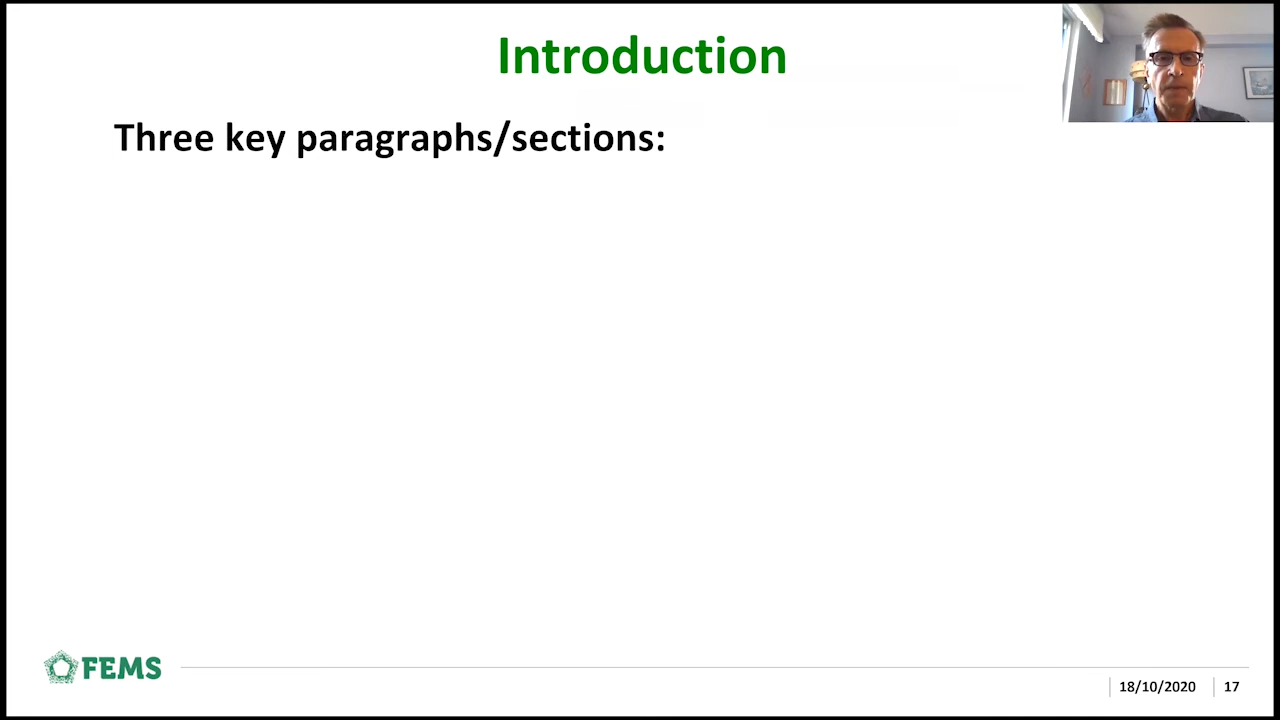 Introduction
Three key paragraphs/sections:
FEMS
18/10/2020
17